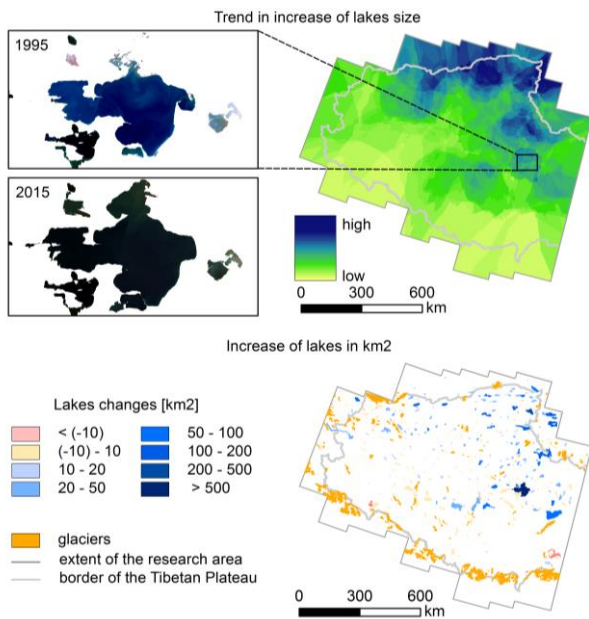 Trend in increase of lakes size
1995
2015
high
low
0 300 600
km
Increase of lakes in km2
Lakes changes [km2]
< (-10)
(-10) - 10
10 - 20
20 - 50
50 - 100
100 - 200
200 - 500
> 500
glaciers
extent of the research area
border of the Tibetan Plateau
0 300 600
km